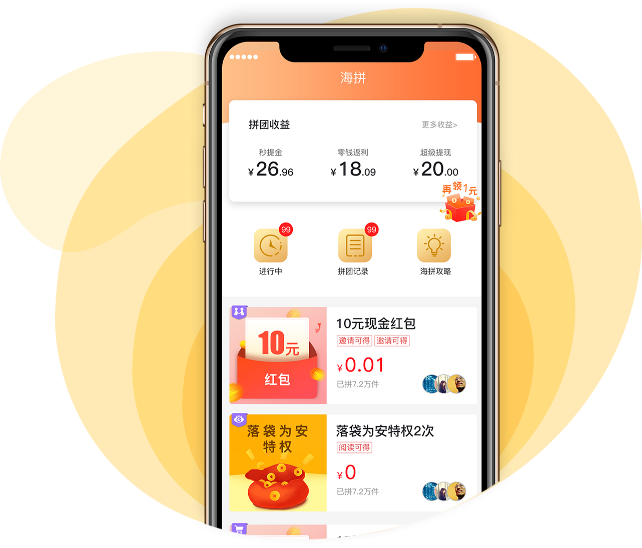 海拼
拼团收益
更多收益>
秒提金
零钱返利
超级提现
¥26.96
¥18.09
¥20.00
再领1元
99
99
进行中
拼团记录
海拼攻略
10元
红包
10元现金红包
邀请可得 邀请可得
¥0.01
已拼7.2万件
落袋为安
特权
落袋为安特权2次
阅读可得
¥0
已拼7.2万件